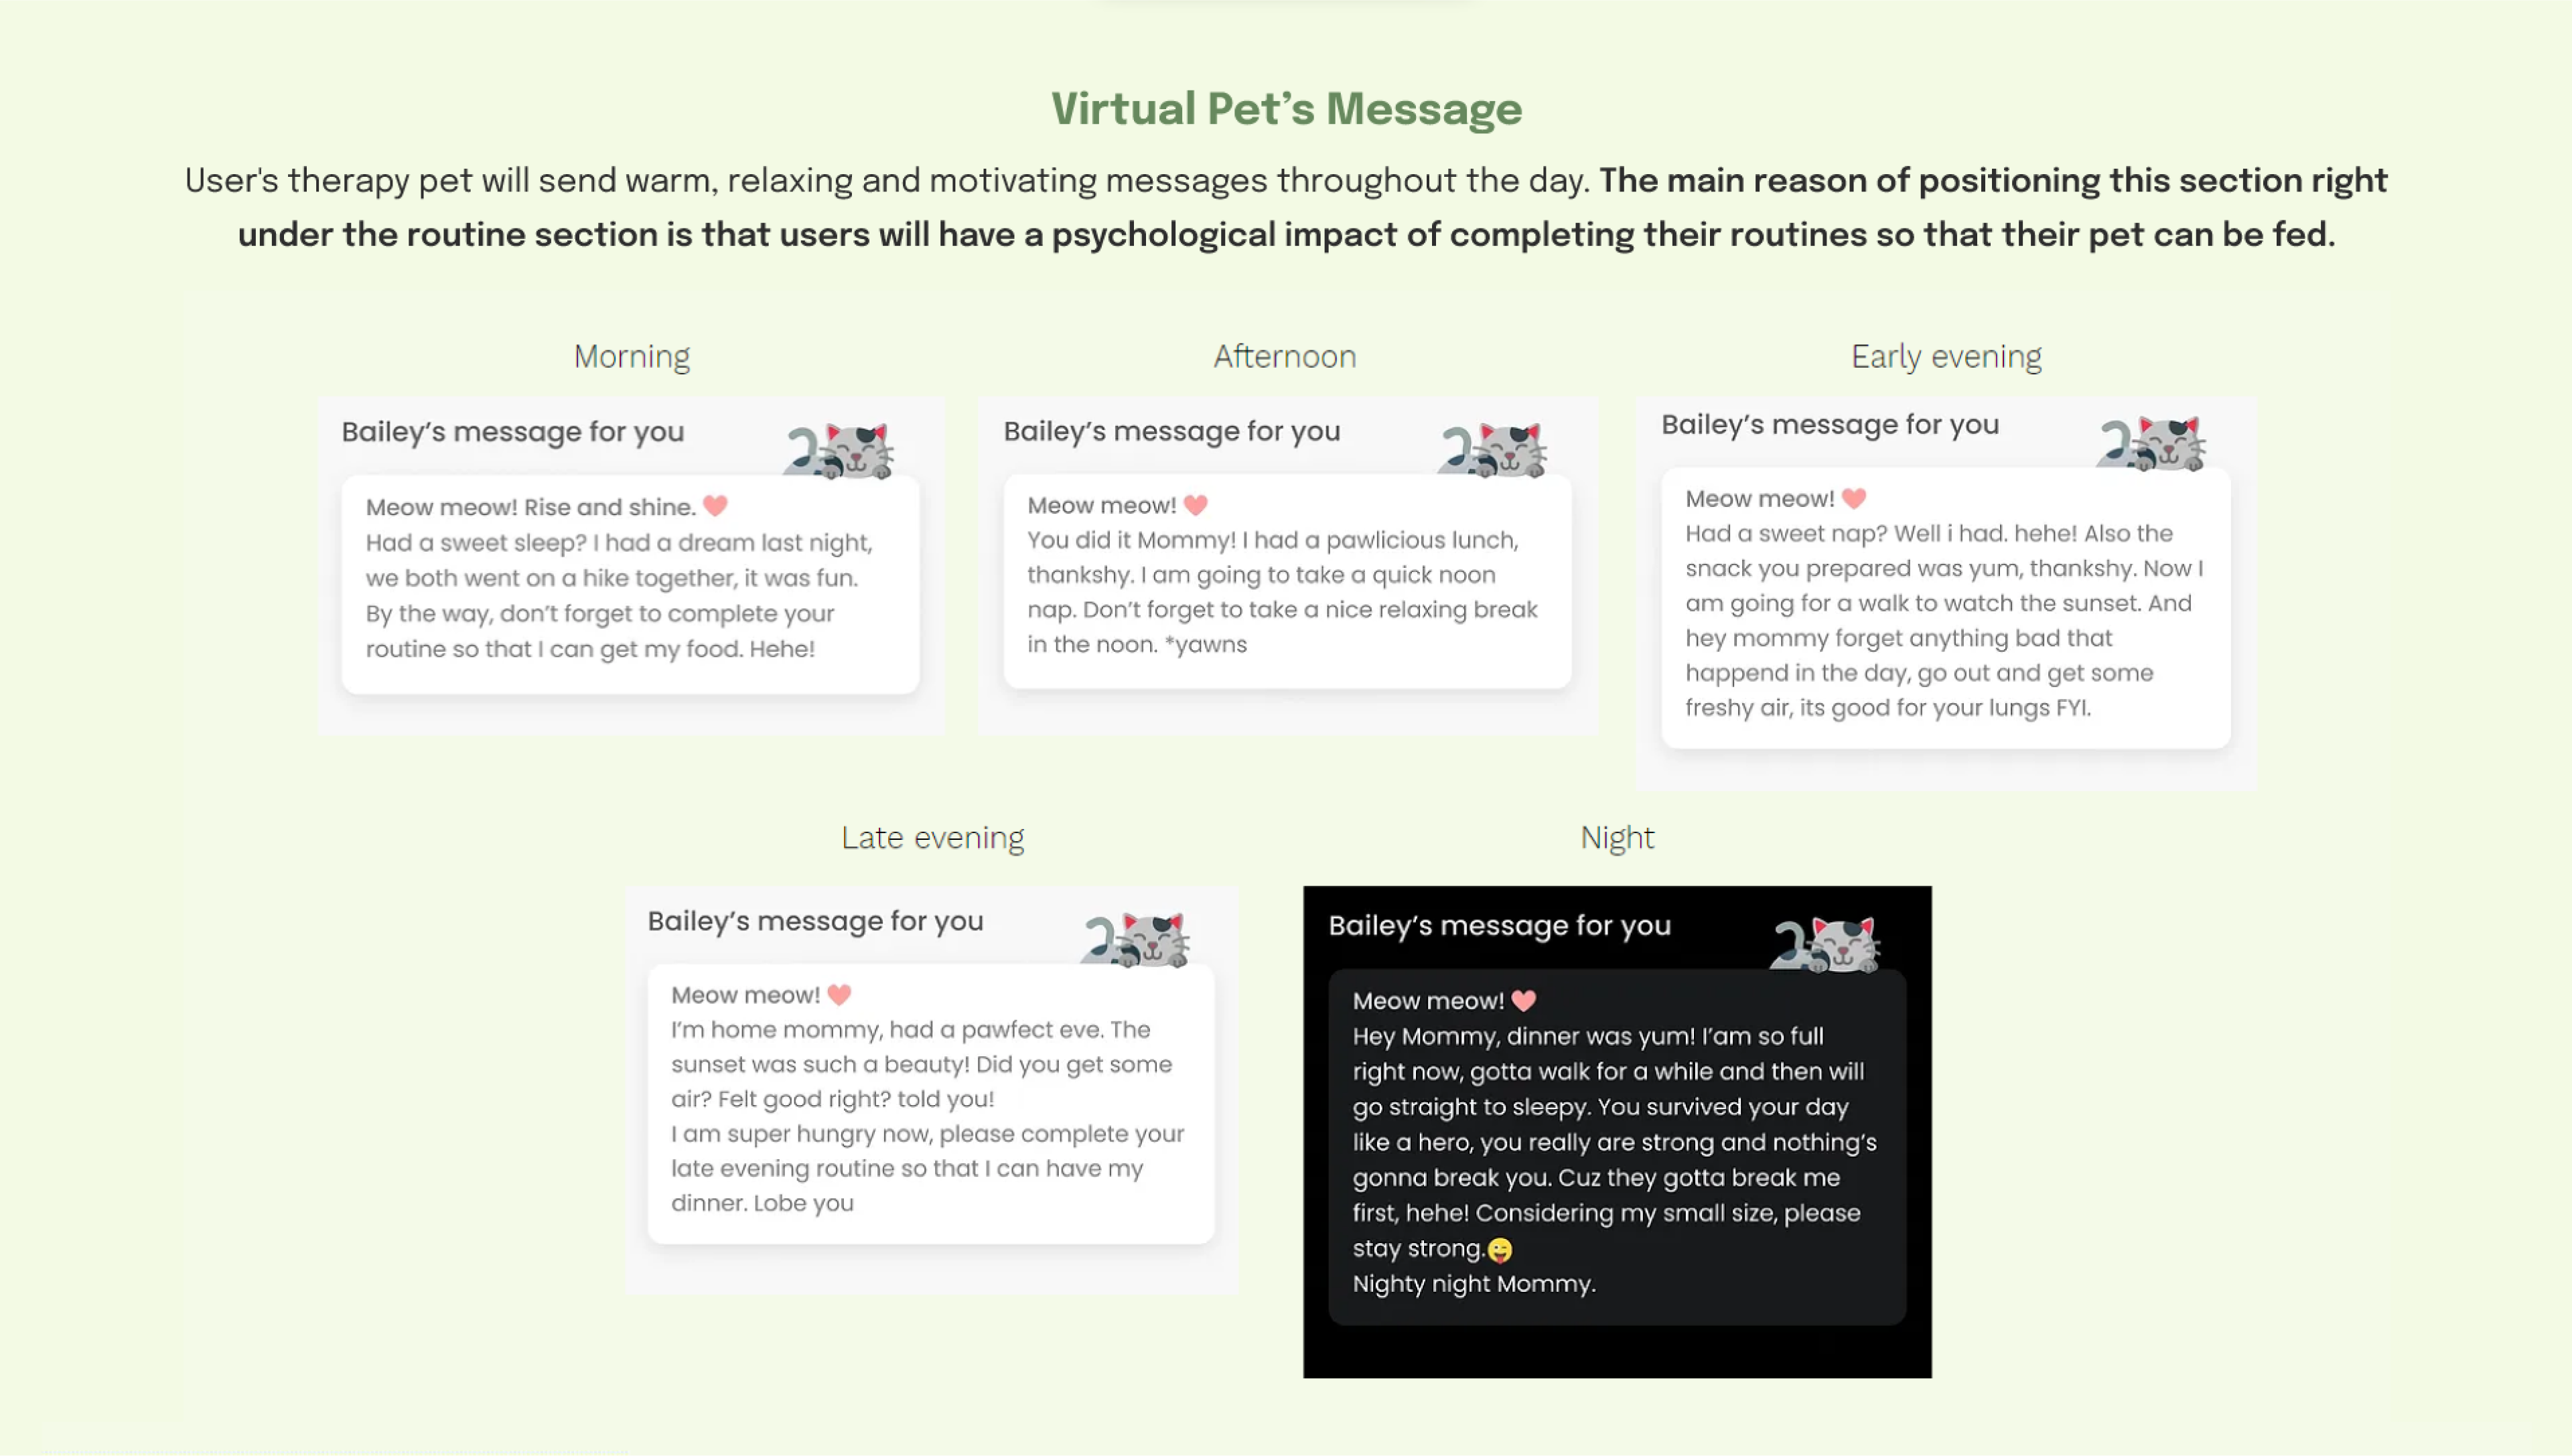 Virtual Pet’s Message
User's therapy pet will send warm, relaxing and motivating messages throughout the day. The main reason of positioning this section right
under the routine section is that users will have a psychological impact of completing their routines so that their pet can be fed.
Morning
Bailey’s message for you
Meow meow! Rise and shine.
Had a sweet sleep? I had a dream last night,
we both went on a hike together, it was fun.
By the way, don’t forget to complete your
routine so that I can get my food. Hehe!
Afternoon
Bailey’s message for you
Meow meow!
You did it Mommy! I had a pawlicious lunch,
thankshy. I am going to take a quick noon
nap. Don’t forget to take a nice relaxing break
in the noon. *yawns
Early evening
Bailey’s message for you
Meow meow!
Had a sweet nap? Well i had. hehe! Also the
snack you prepared was yum, thankshy. Now I
am going for a walk to watch the sunset. And
hey mommy forget anything bad that
happend in the day, go out and get some
freshy air, its good for your lungs FYI.
Late evening
Bailey’s message for you
Meow meow!
I’m home mommy, had a pawfect eve. The
sunset was such a beauty! Did you get some
air? Felt good right? told you!
I am super hungry now, please complete your
late evening routine so that I can have my
dinner. Lobe you
Night
Bailey’s message for you
Meow meow!
Hey Mommy, dinner was yum! I’am so full
right now, gotta walk for a while and then will
go straight to sleepy. You survived your day
like a hero, you really are strong and nothing’s
gonna break you. Cuz they gotta break me
first, hehe! Considering my small size, please
stay strong.😜
Nighty night Mommy.